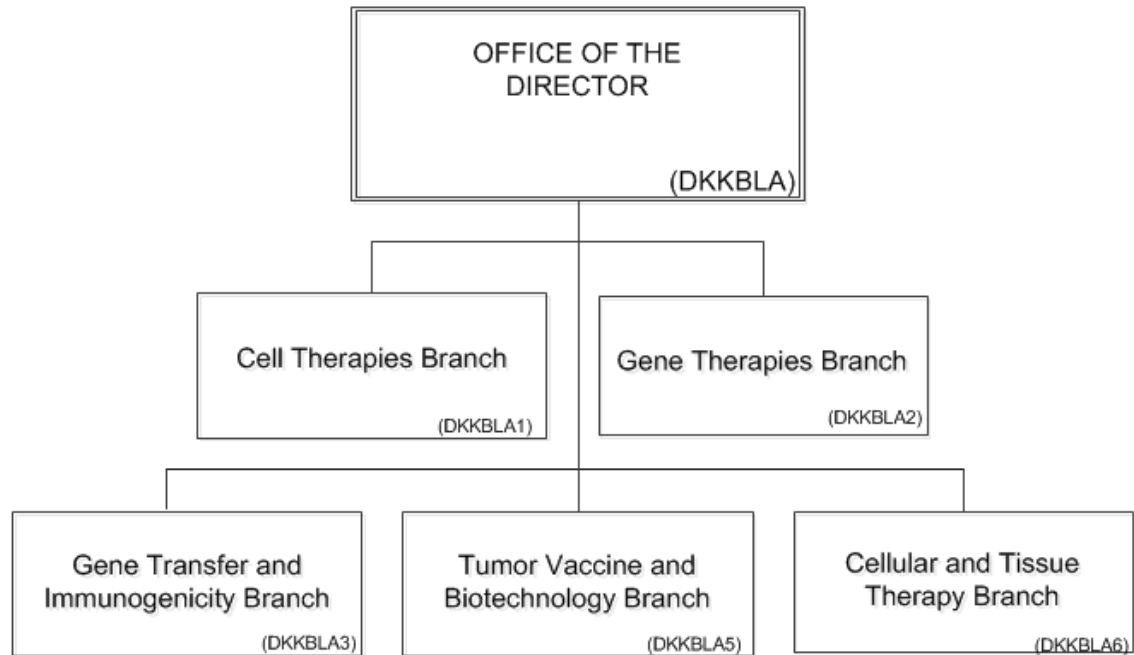 OFFICE OF THE
DIRECTOR
(DKKBLA)
Cell Therapies Branch
(DKKBLA1)
Gene Therapies Branch
(DKKBLA2)
Gene Transfer and
Immunogenicity Branch
(DKKBLA3)
Tumor Vaccine and
Biotechnology Branch
(DKKBLA5)
Cellular and Tissue
Therapy Branch
(DKKBLA6)